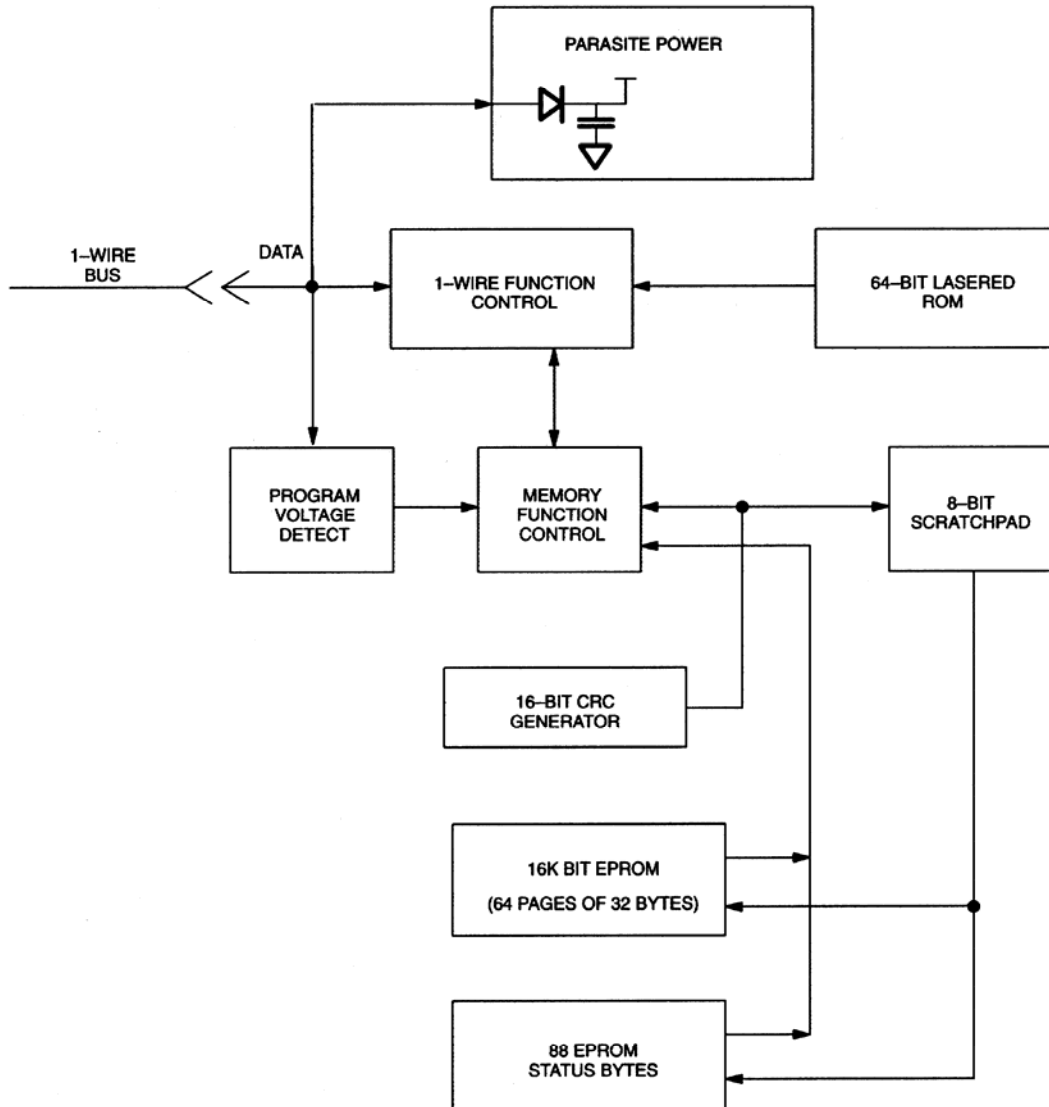 PARASITE POWER
1–WIRE
BUS
DATA
1–WIRE FUNCTION
CONTROL
64–BIT LASERED
ROM
PROGRAM
VOLTAGE
DETECT
MEMORY
FUNCTION
CONTROL
8–BIT
SCRATCHPAD
16–BIT CRC
GENERATOR
16K BIT EPROM
(64 PAGES OF 32 BYTES)
88 EPROM
STATUS BYTES